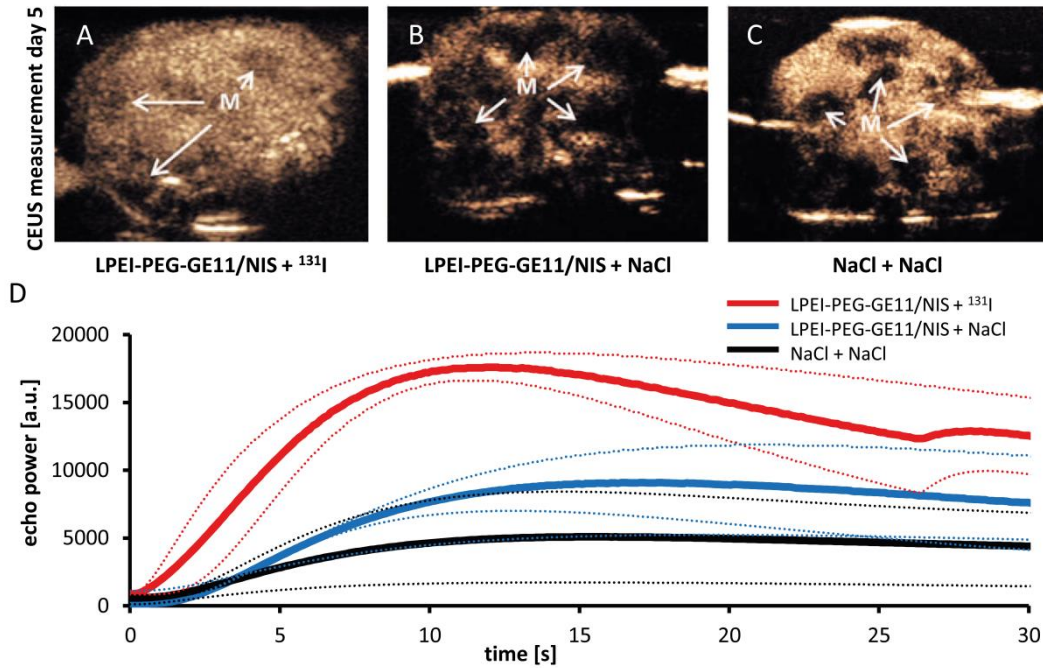 CEUS measurement day 5
A
B
C
M
M
M
LPEI-PEG-GE11/NIS + ¹³¹I
LPEI-PEG-GE11/NIS + NaCl
NaCl + NaCl
D
LPEI-PEG-GE11/NIS + ¹³¹I
LPEI-PEG-GE11/NIS + NaCl
NaCl + NaCl
echo power [a.u.]
20000
15000
10000
5000
0
0 5 10 15 20 25 30
time [s]